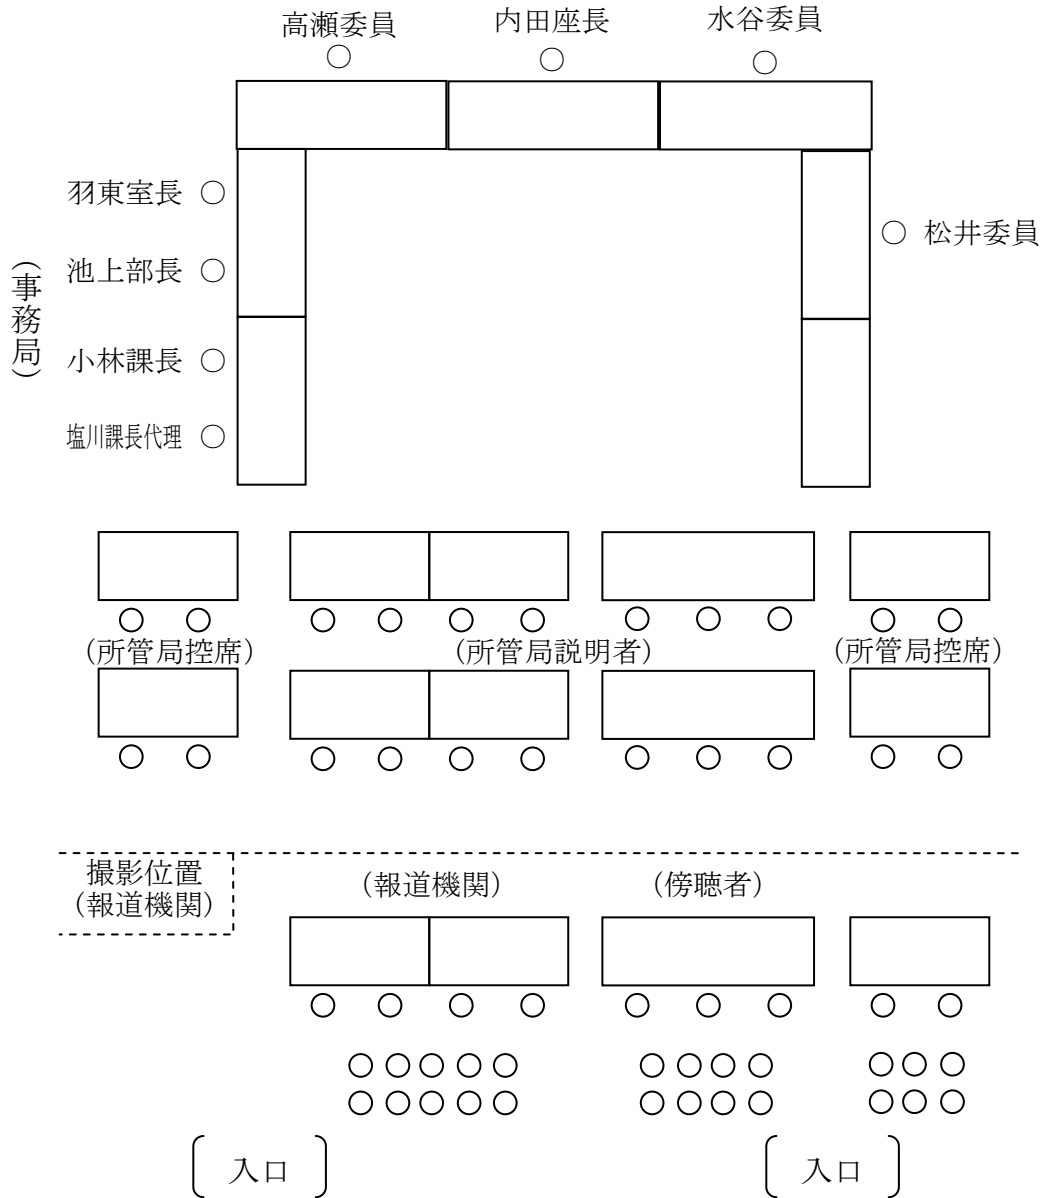 高瀬委員
内田座長
水谷委員
羽東室長
松井委員
池上部長
(事務局)
小林課長
塩川課長代理
(所管局控席)
(所管局説明者)
(所管局控席)
撮影位置
(報道機関)
(報道機関)
(傍聴者)
入口
入口